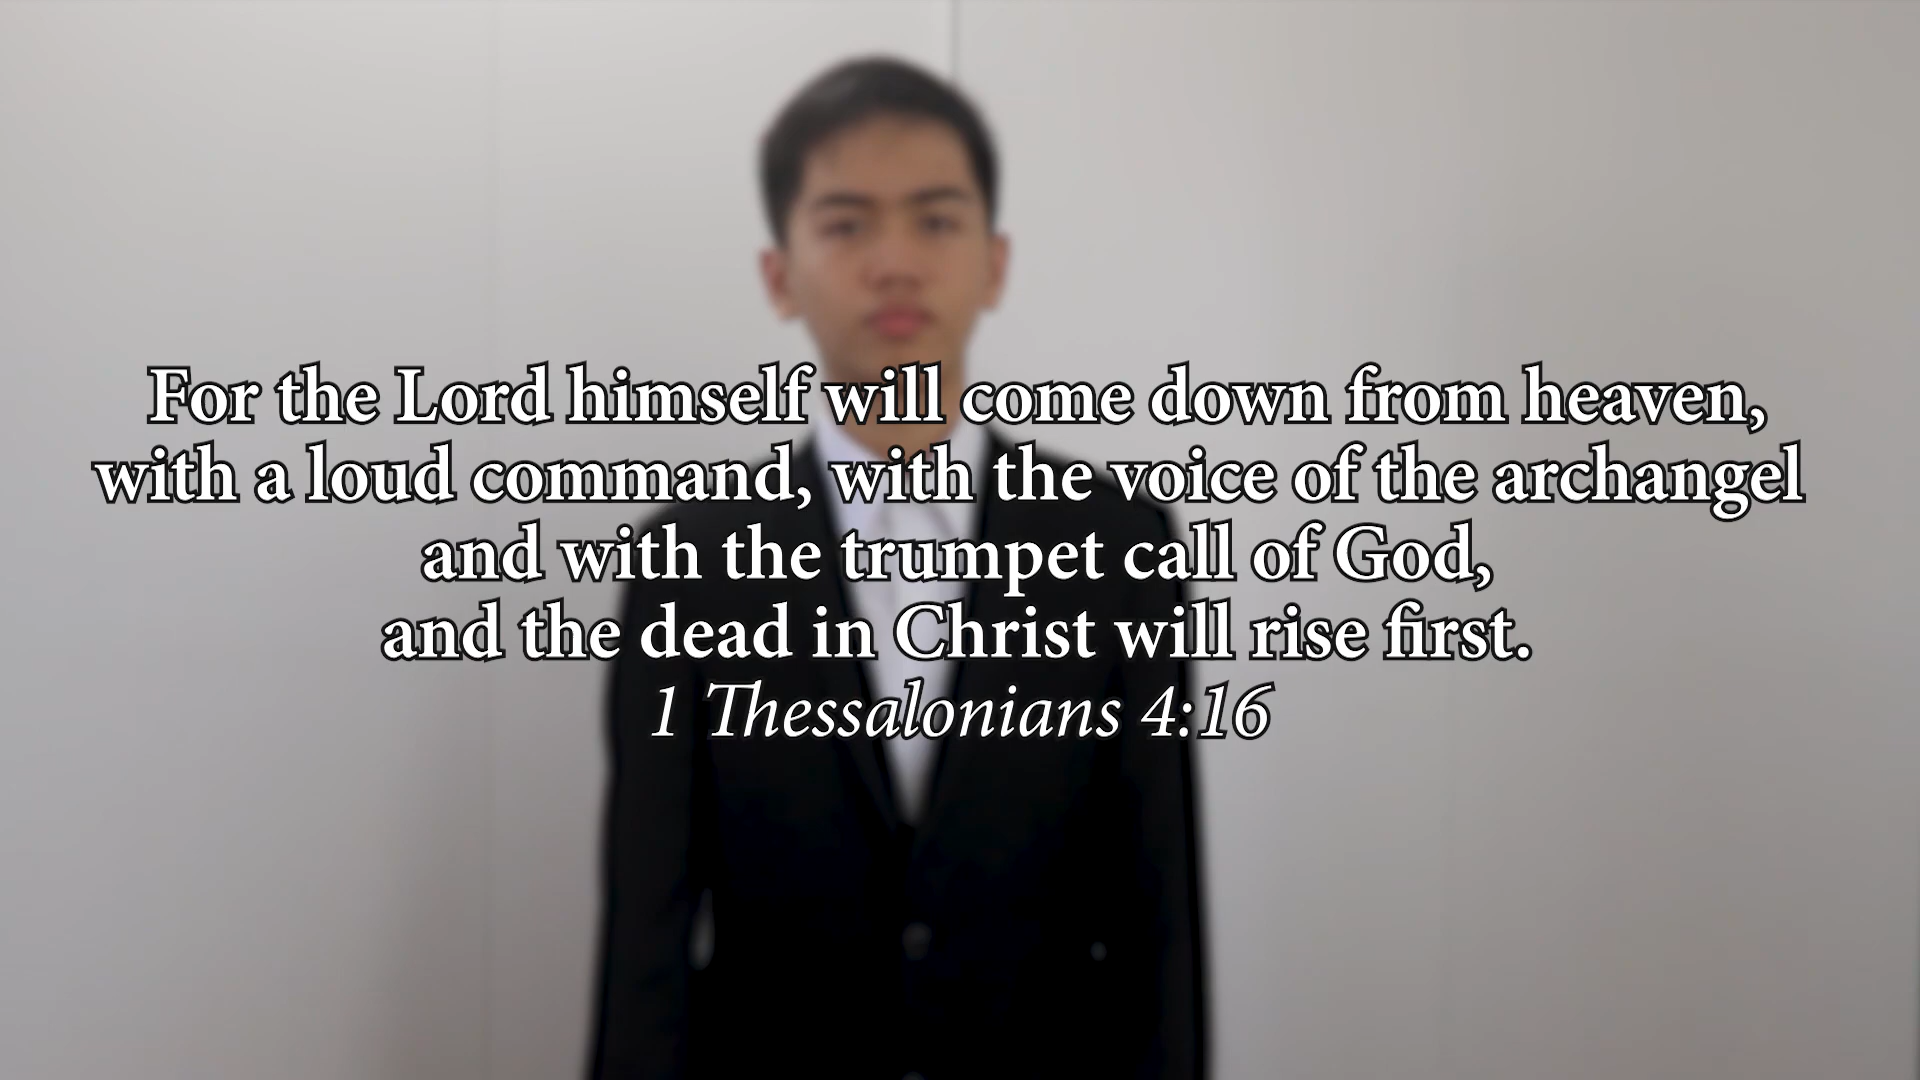 For the Lord himself will come down from heaven,
with a loud command, with the voice of the archangel
and with the trumpet call of God,
and the dead in Christ will rise first.
1 Thessalonians 4:16